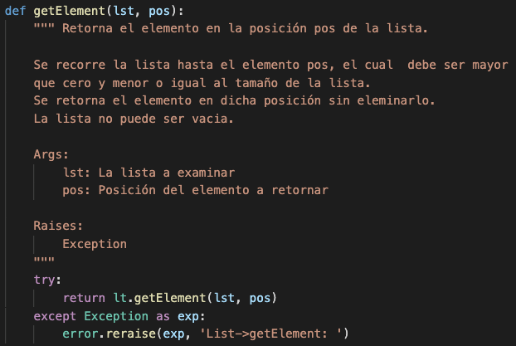 def getElement(lst, pos):
""" Retorna el elemento en la posición pos de la lista.
Se recorre la lista hasta el elemento pos, el cual  debe ser mayor
que cero y menor o igual al tamaño de la lista.
Se retorna el elemento en dicha posición sin eleminarlo.
La lista no puede ser vacia.
Args:
lst: La lista a examinar
pos: Posición del elemento a retornar
Raises:
Exception
"""
try:
return lt.getElement(lst, pos)
except Exception as exp:
error.reraise(exp, 'List->getElement: ')